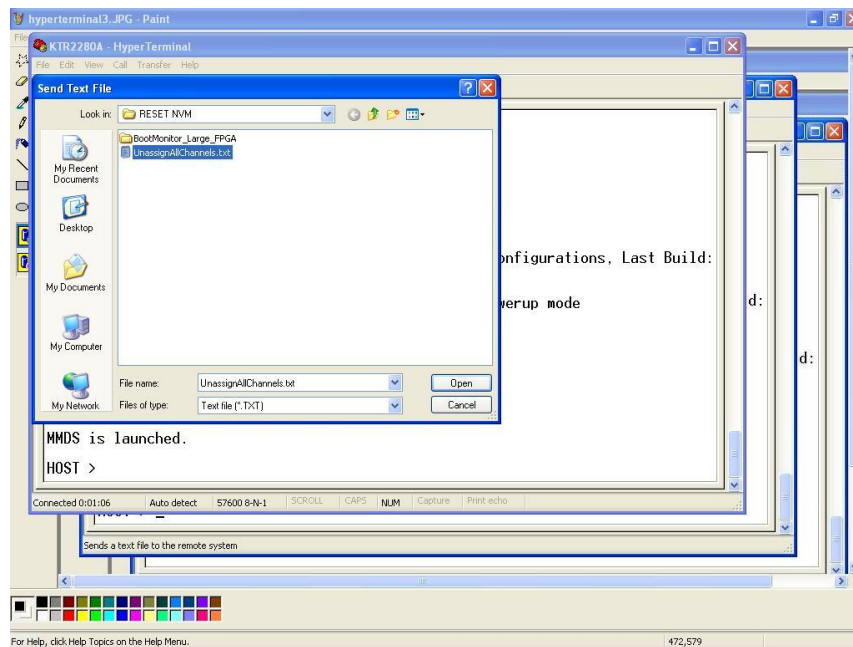 hyperterminal3.JPG - Paint
File
KTR2280A - HyperTerminal
File Edit View Call Transfer Help
Send Text File
Look in: RESET NVM
BootMonitor_Large_FPGA
UnassignAllChannels.txt
My Recent
Documents
Desktop
My Documents
My Computer
My Network
onfigurations, Last Build:
werup mode
d:
d:
File name: UnassignAllChannels.txt Open
Files of type: Text file (*.TXT) Cancel
MMDS is launched.
HOST >
Connected 0:01:06 Auto detect 57600 8-N-1 SCROLL CAPS NUM Capture Print echo
Sends a text file to the remote system
For Help, click Help Topics on the Help Menu. 472,579